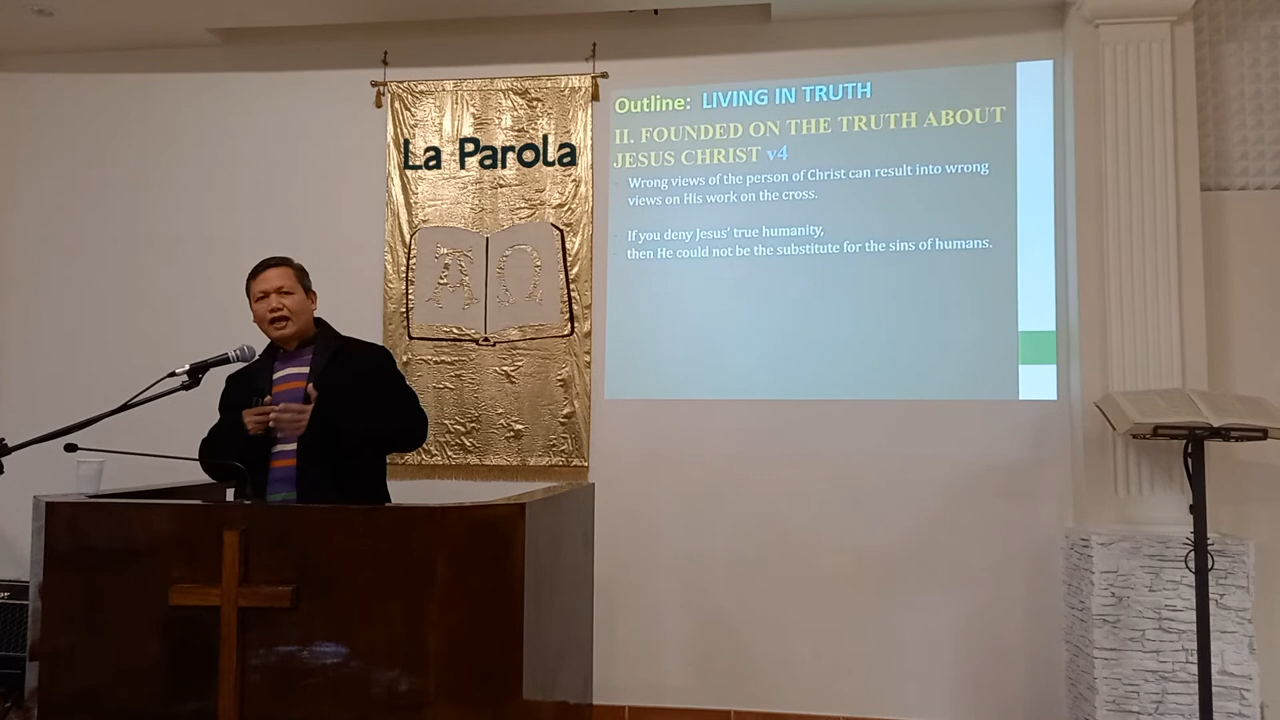 La Parola
Α Ω
Outline: LIVING IN TRUTH
II. FOUNDED ON THE TRUTH ABOUT
JESUS CHRIST v4
- Wrong views of the person of Christ can result into wrong
views on His work on the cross.
- If you deny Jesus' true humanity,
- then He could not be the substitute for the sins of humans.